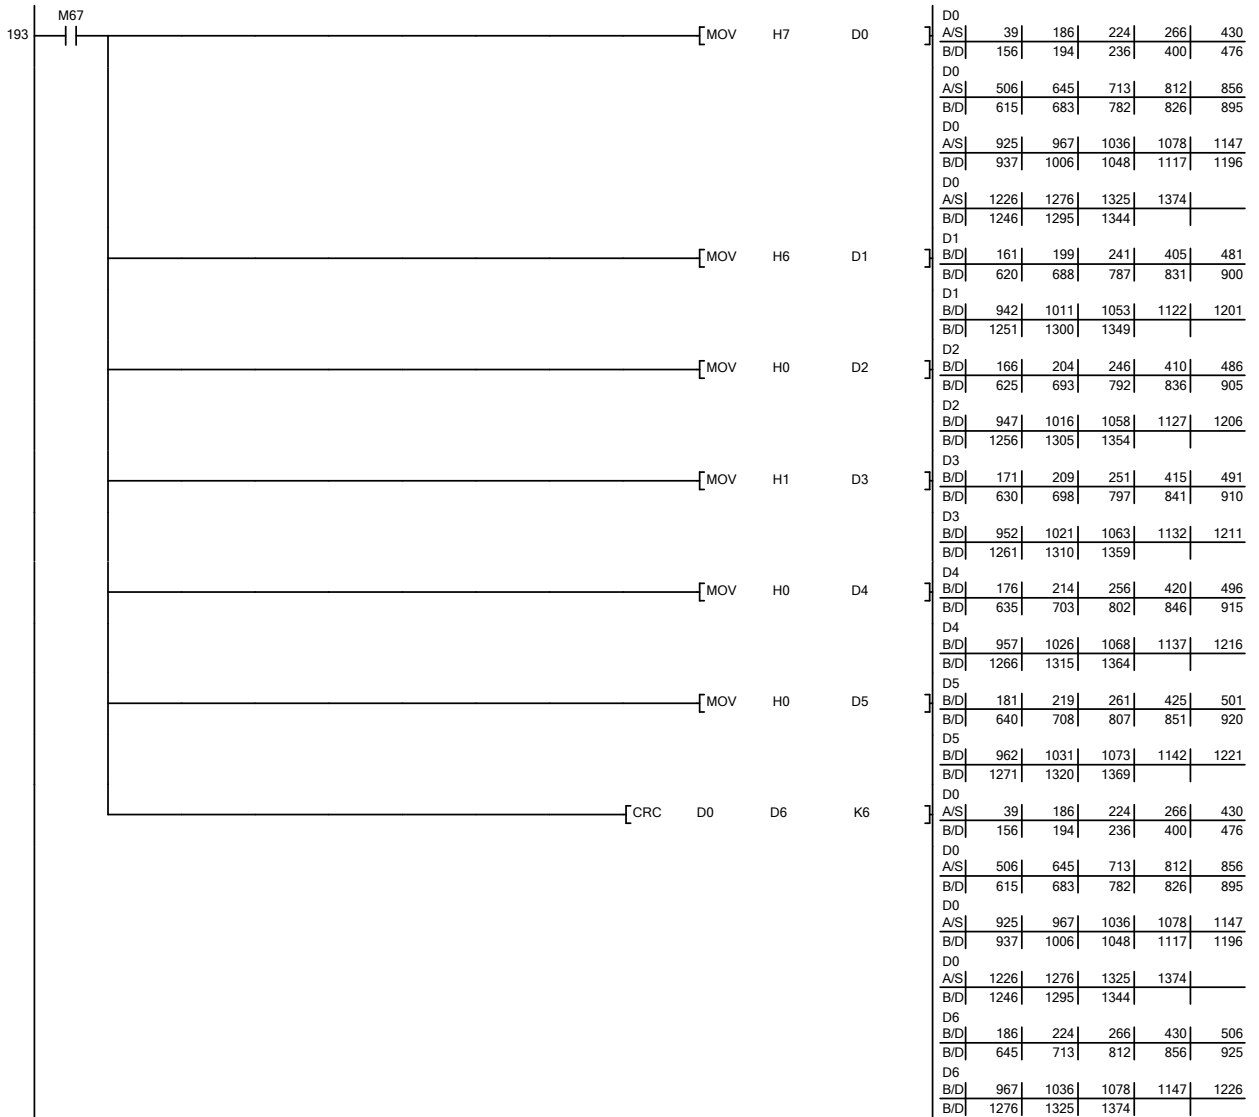 M67 D0
193 MOV H7 D0 A/S 39 186 224 266 430
B/D 156 194 236 400 476
D0
A/S 506 645 713 812 856
B/D 615 683 782 826 895
D0
A/S 925 967 1036 1078 1147
B/D 937 1006 1048 1117 1196
D0
A/S 1226 1276 1325 1374
B/D 1246 1295 1344
D1
MOV H6 D1 B/D 161 199 241 405 481
B/D 620 688 787 831 900
D1
B/D 942 1011 1053 1122 1201
B/D 1251 1300 1349
D2
MOV H0 D2 B/D 166 204 246 410 486
B/D 625 693 792 836 905
D2
B/D 947 1016 1058 1127 1206
B/D 1256 1305 1354
D3
MOV H1 D3 B/D 171 209 251 415 491
B/D 630 698 797 841 910
D3
B/D 952 1021 1063 1132 1211
B/D 1261 1310 1359
D4
MOV H0 D4 B/D 176 214 256 420 496
B/D 635 703 802 846 915
D4
B/D 957 1026 1068 1137 1216
B/D 1266 1315 1364
D5
MOV H0 D5 B/D 181 219 261 425 501
B/D 640 708 807 851 920
D5
B/D 962 1031 1073 1142 1221
B/D 1271 1320 1369
D0
CRC D0 D6 K6 A/S 39 186 224 266 430
B/D 156 194 236 400 476
D0
A/S 506 645 713 812 856
B/D 615 683 782 826 895
D0
A/S 925 967 1036 1078 1147
B/D 937 1006 1048 1117 1196
D0
A/S 1226 1276 1325 1374
B/D 1246 1295 1344
D6
B/D 186 224 266 430 506
B/D 645 713 812 856 925
D6
B/D 967 1036 1078 1147 1226
B/D 1276 1325 1374